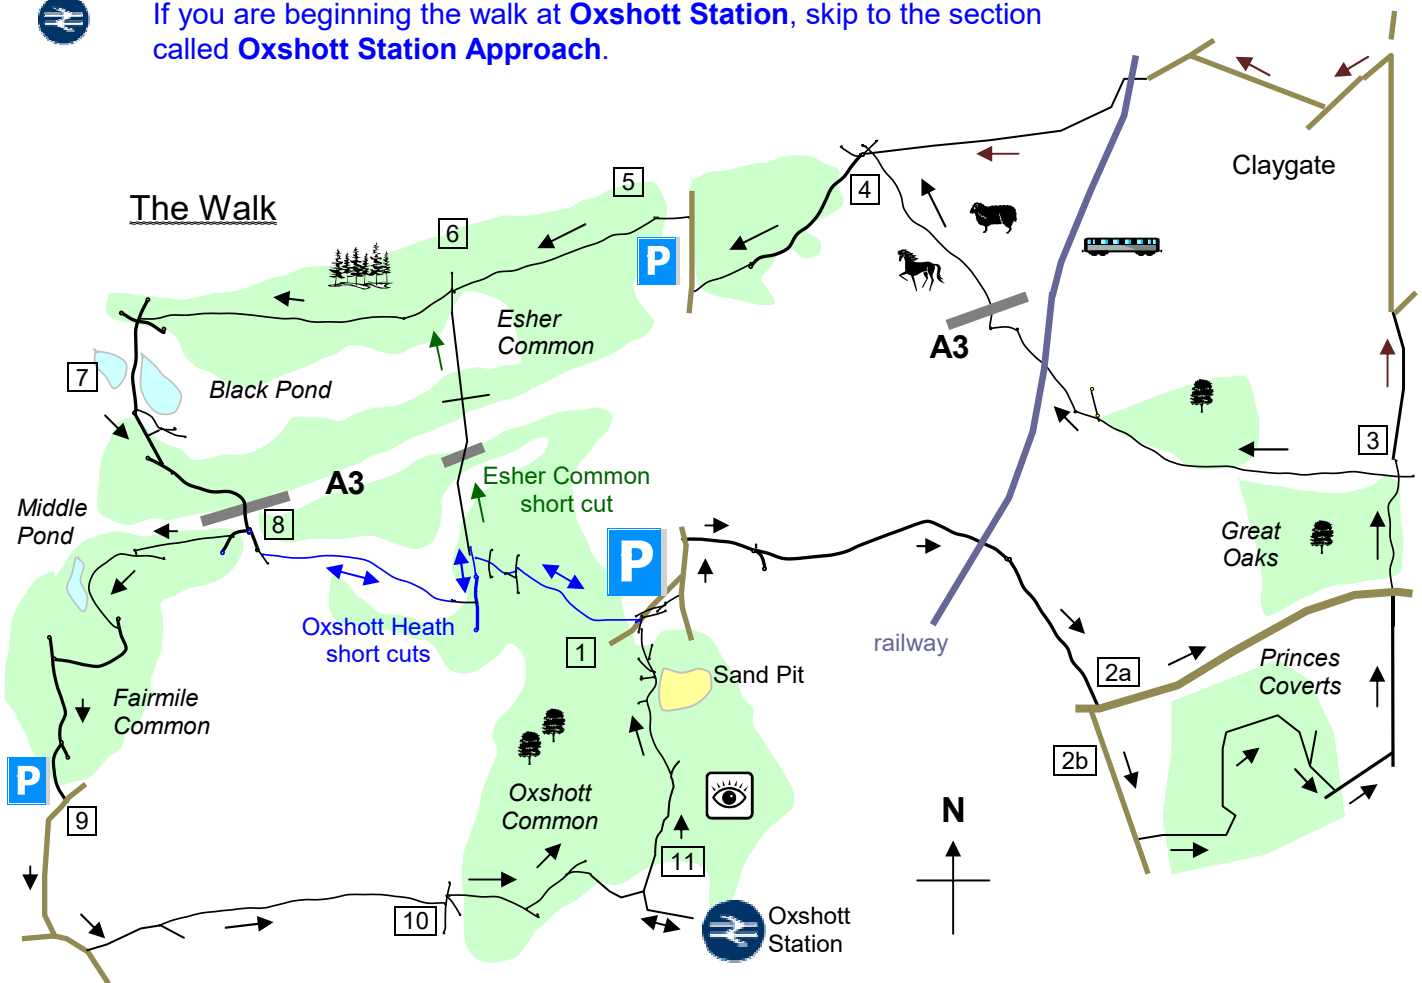 If you are beginning the walk at Oxshott Station, skip to the section
called Oxshott Station Approach.
The Walk
Claygate
5
4
6
P
Esher
Common
A3
7
Black Pond
3
A3
Esher Common
short cut
Middle
Pond
8
P
Great
Oaks
Oxshott Heath
short cuts
1
railway
Sand Pit
2a
Princes
Coverts
Fairmile
Common
2b
P
9
Oxshott
Common
N
11
10
Oxshott
Station